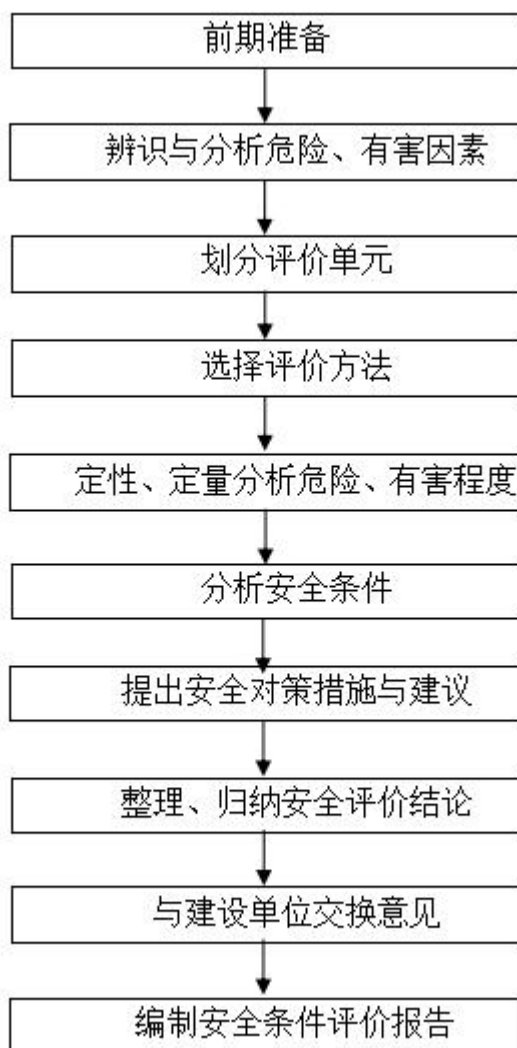 前期准备
辨识与分析危险、有害因素
划分评价单元
选择评价方法
定性、定量分析危险、有害程度
分析安全条件
提出安全对策措施与建议
整理、归纳安全评价结论
与建设单位交换意见
编制安全条件评价报告